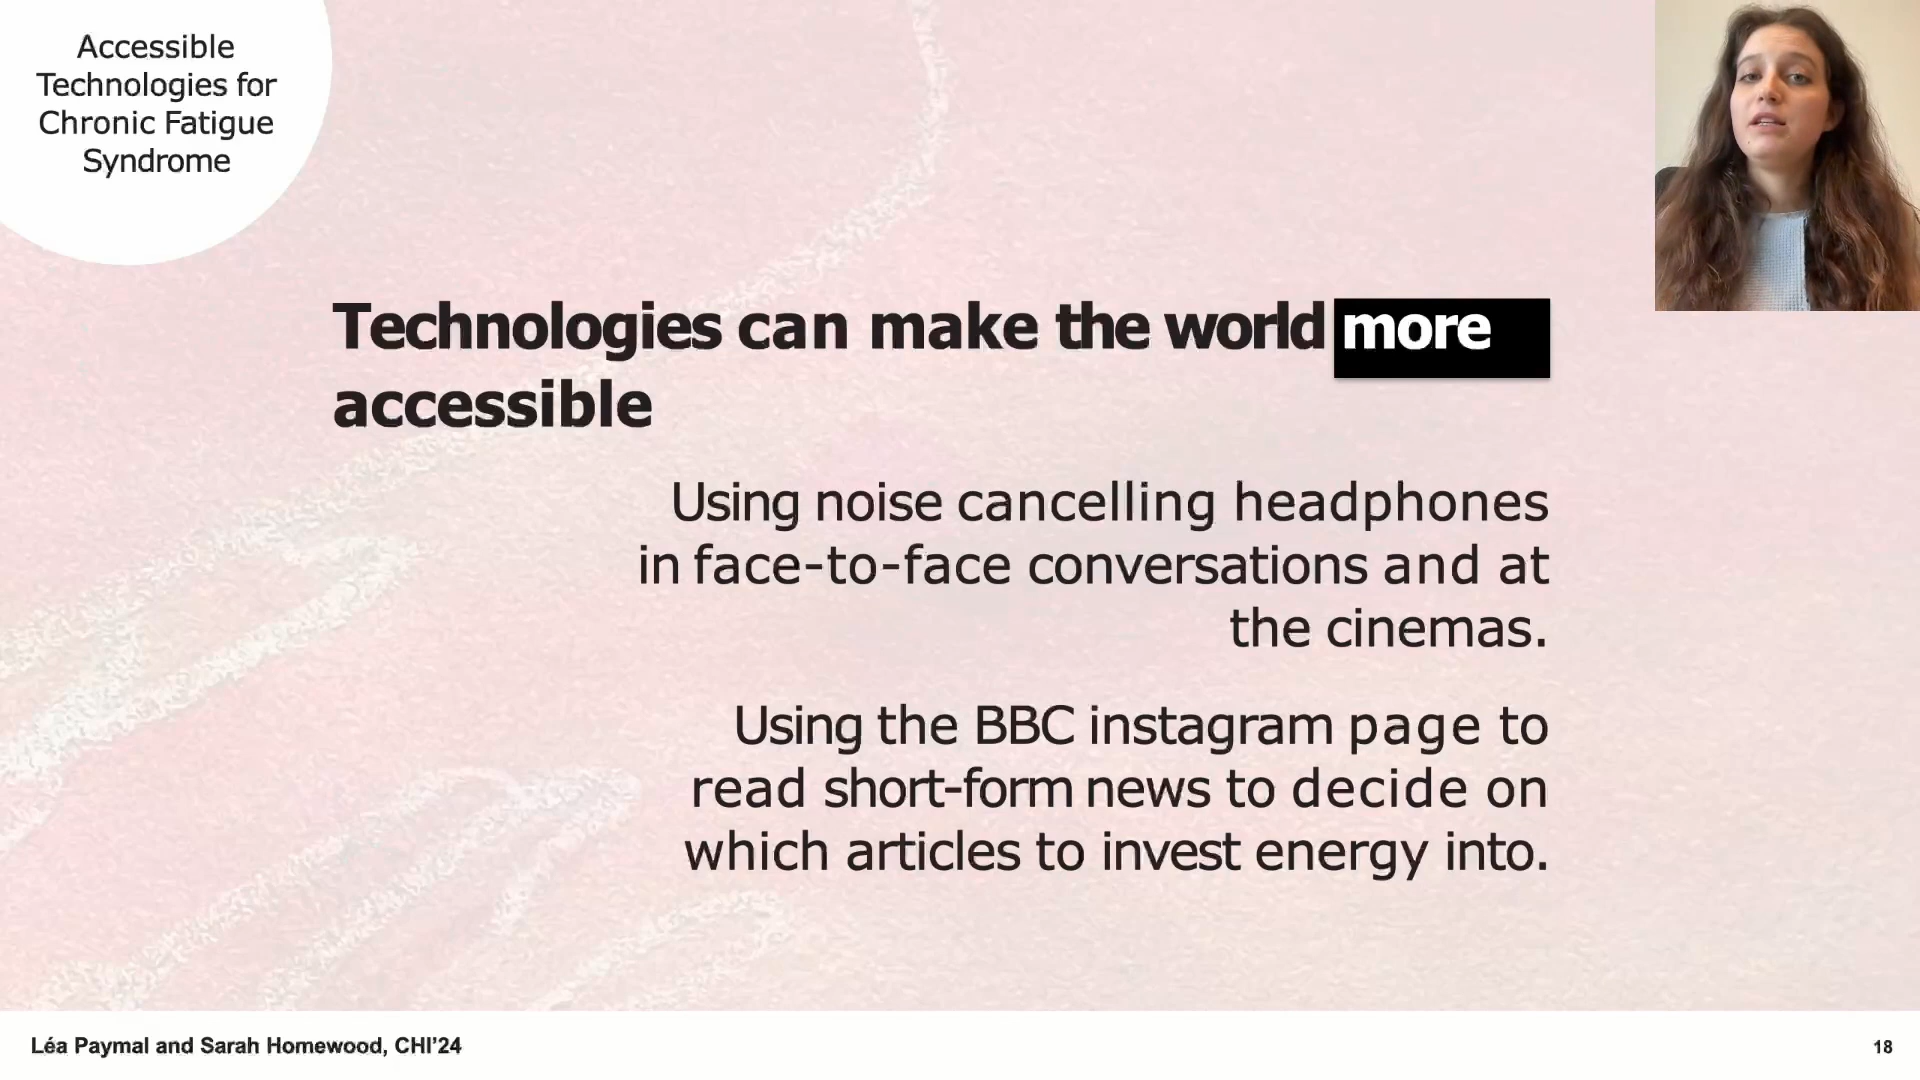 Accessible
Technologies for
Chronic Fatigue
Syndrome
Technologies can make the world more
accessible
Using noise cancelling headphones
in face-to-face conversations and at
the cinemas.
Using the BBC instagram page to
read short-form news to decide on
which articles to invest energy into.
Léa Paymal and Sarah Homewood, CHI’24
18